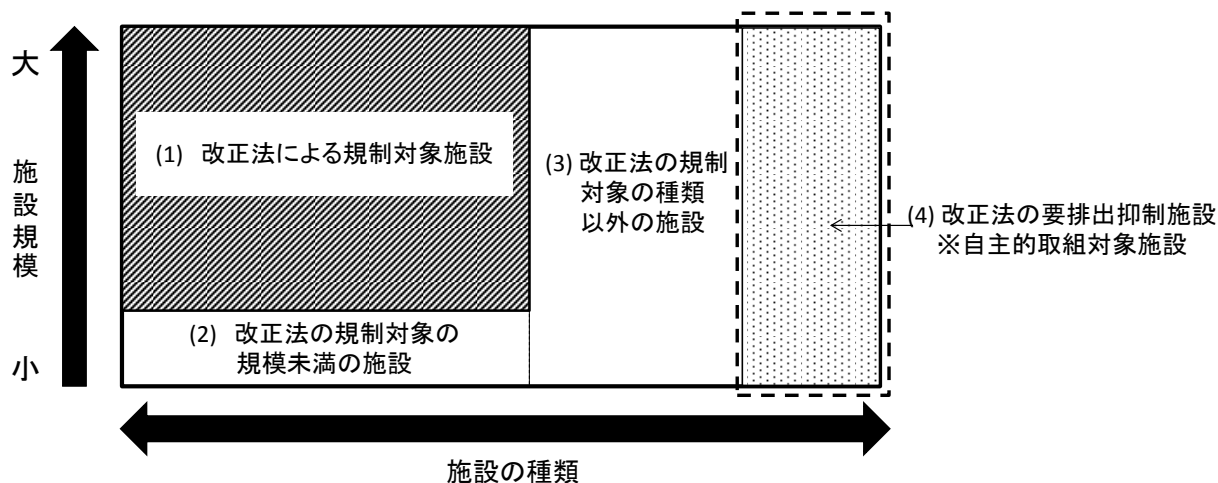 大
施設規模
小
(1) 改正法による規制対象施設
(2) 改正法の規制対象の
規模未満の施設
(3) 改正法の規制
対象の種類
以外の施設
(4) 改正法の要排出抑制施設
※自主的取組対象施設
施設の種類